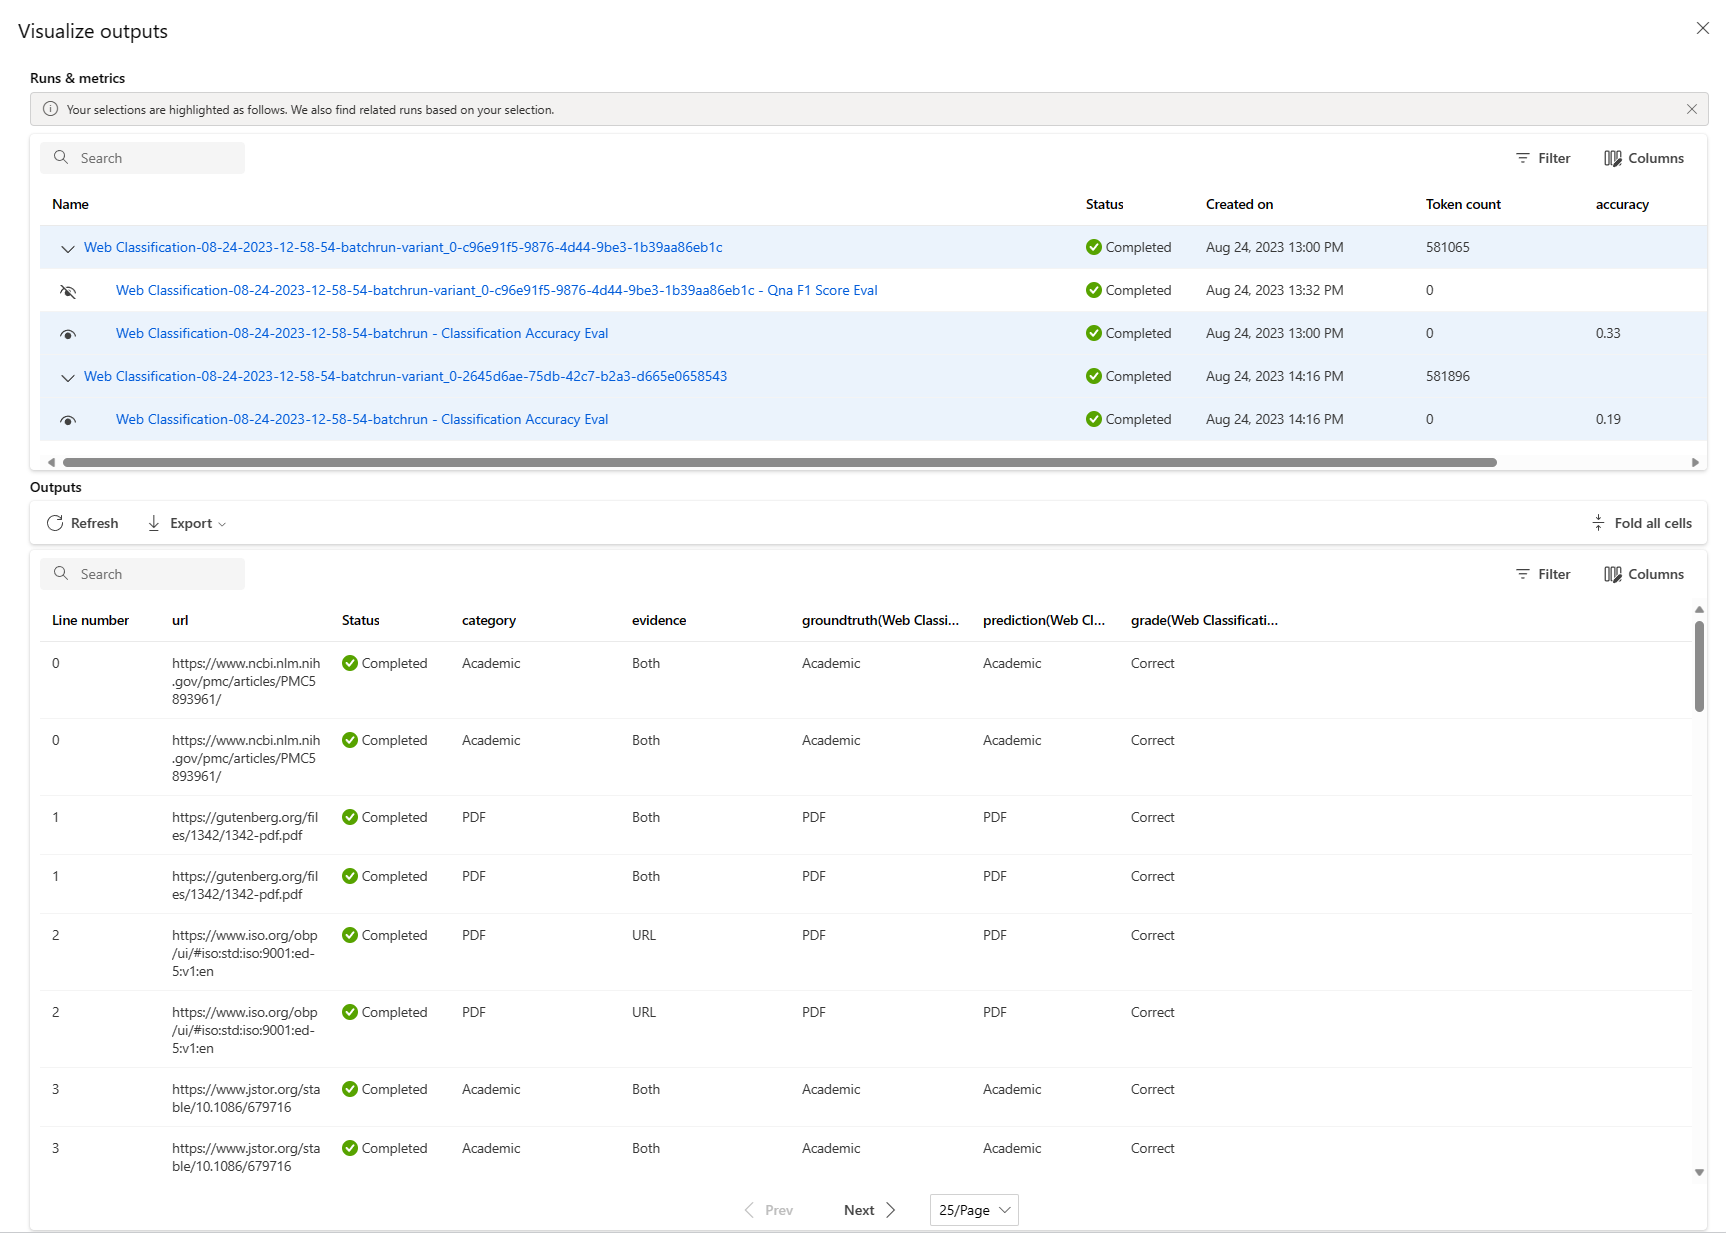 Visualize outputs
Runs & metrics
Your selections are highlighted as follows. We also find related runs based on your selection.
Search
Filter
Columns
Name Status Created on Token count accuracy
Web Classification-08-24-2023-12-58-54-batchrun-variant_0-c96e91f5-9876-4d44-9be3-1b39aa86eb1c Completed Aug 24, 2023 13:00 PM 581065
Web Classification-08-24-2023-12-58-54-batchrun-variant_0-c96e91f5-9876-4d44-9be3-1b39aa86eb1c - Qna F1 Score Eval Completed Aug 24, 2023 13:32 PM 0
Web Classification-08-24-2023-12-58-54-batchrun - Classification Accuracy Eval Completed Aug 24, 2023 13:00 PM 0 0.33
Web Classification-08-24-2023-12-58-54-batchrun-variant_0-2645d6ae-75db-42c7-b2a3-d665e0658543 Completed Aug 24, 2023 14:16 PM 581896
Web Classification-08-24-2023-12-58-54-batchrun - Classification Accuracy Eval Completed Aug 24, 2023 14:16 PM 0 0.19
Outputs
Refresh Export Fold all cells
Search
Filter
Columns
Line number url Status category evidence groundtruth(Web Classi... prediction(Web Cl... grade(Web Classificati...
0 https://www.ncbi.nlm.nih Completed Academic Both Academic Academic Correct
.gov/pmc/articles/PMC5
893961/
0 https://www.ncbi.nlm.nih Completed Academic Both Academic Academic Correct
.gov/pmc/articles/PMC5
893961/
1 https://gutenberg.org/fil Completed PDF Both PDF PDF Correct
es/1342/1342-pdf.pdf
1 https://gutenberg.org/fil Completed PDF Both PDF PDF Correct
es/1342/1342-pdf.pdf
2 https://www.iso.org/obp Completed PDF URL PDF PDF Correct
/ui/#iso:std:iso:9001:ed-
5:v1:en
2 https://www.iso.org/obp Completed PDF URL PDF PDF Correct
/ui/#iso:std:iso:9001:ed-
5:v1:en
3 https://www.jstor.org/sta Completed Academic Both Academic Academic Correct
ble/10.1086/679716
3 https://www.jstor.org/sta Completed Academic Both Academic Academic Correct
ble/10.1086/679716
Prev Next 25/Page